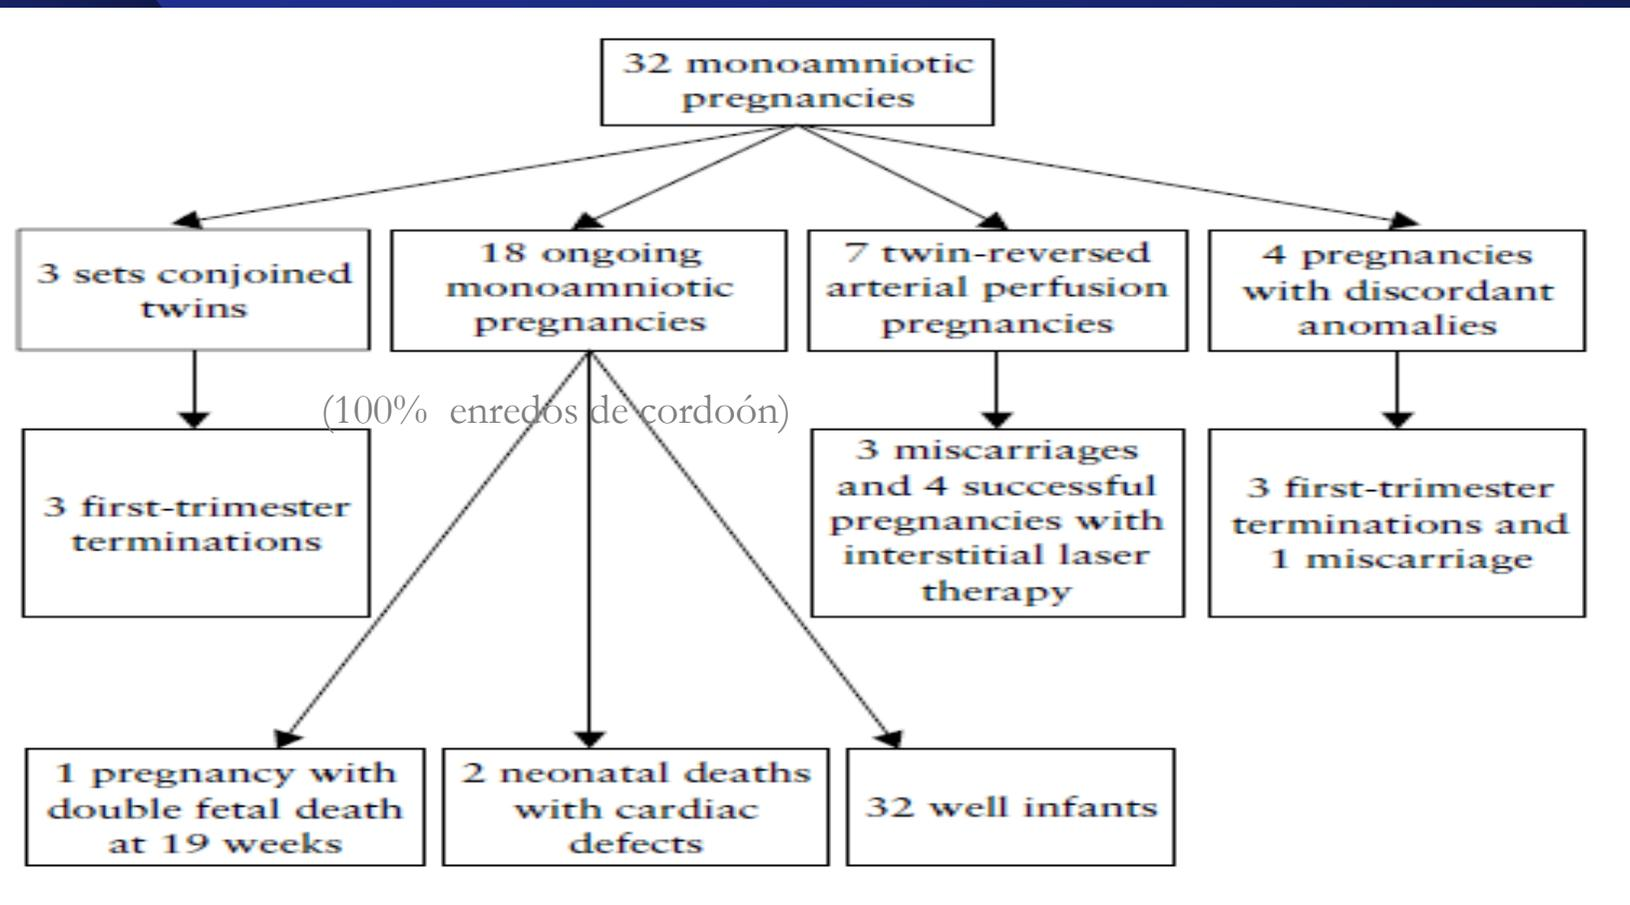 32 monoamniotic
pregnancies
3 sets conjoined
twins
18 ongoing
monoamniotic
pregnancies
7 twin-reversed
arterial perfusion
pregnancies
4 pregnancies
with discordant
anomalies
(100%  enredos de cordoón)
3 first-trimester
terminations
3 miscarriages
and 4 successful
pregnancies with
interstitial laser
therapy
3 first-trimester
terminations and
1 miscarriage
1 pregnancy with
double fetal death
at 19 weeks
2 neonatal deaths
with cardiac
defects
32 well infants